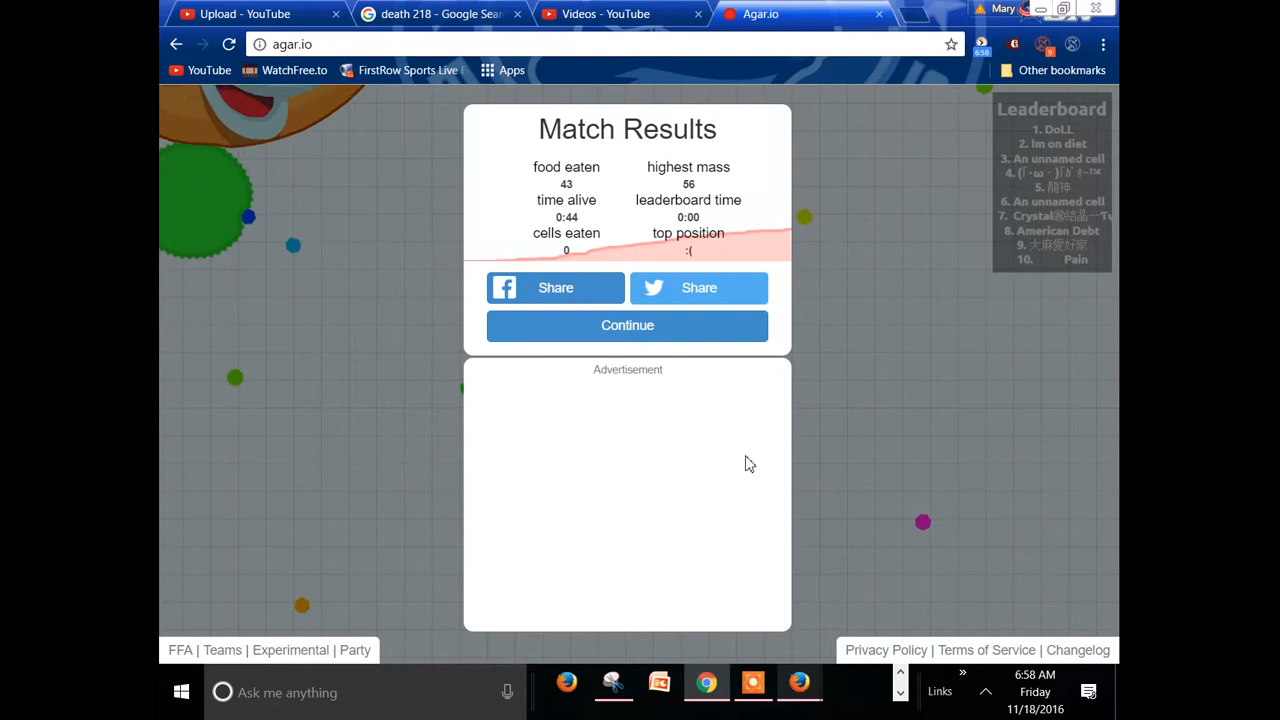 Upload - YouTube
death 218 - Google Sear
Videos - YouTube
Agar.io
Mary
agar.io
6:58
9
YouTube
WatchFree.to
FirstRow Sports Live F
Apps
Other bookmarks
Match Results
food eaten
43
highest mass
56
time alive
0:44
leaderboard time
0:00
cells eaten
0
top position
:(
Share
Share
Continue
Advertisement
Leaderboard
1. DoLL
2. Im on diet
3. An unnamed cell
5. 龍神
6. An unnamed cell
7. Crystal
8. American Debt
9. 大麻愛好家
10. Pain
FFA | Teams | Experimental | Party
Privacy Policy | Terms of Service | Changelog
Ask me anything
Links
6:58 AM
Friday
11/18/2016